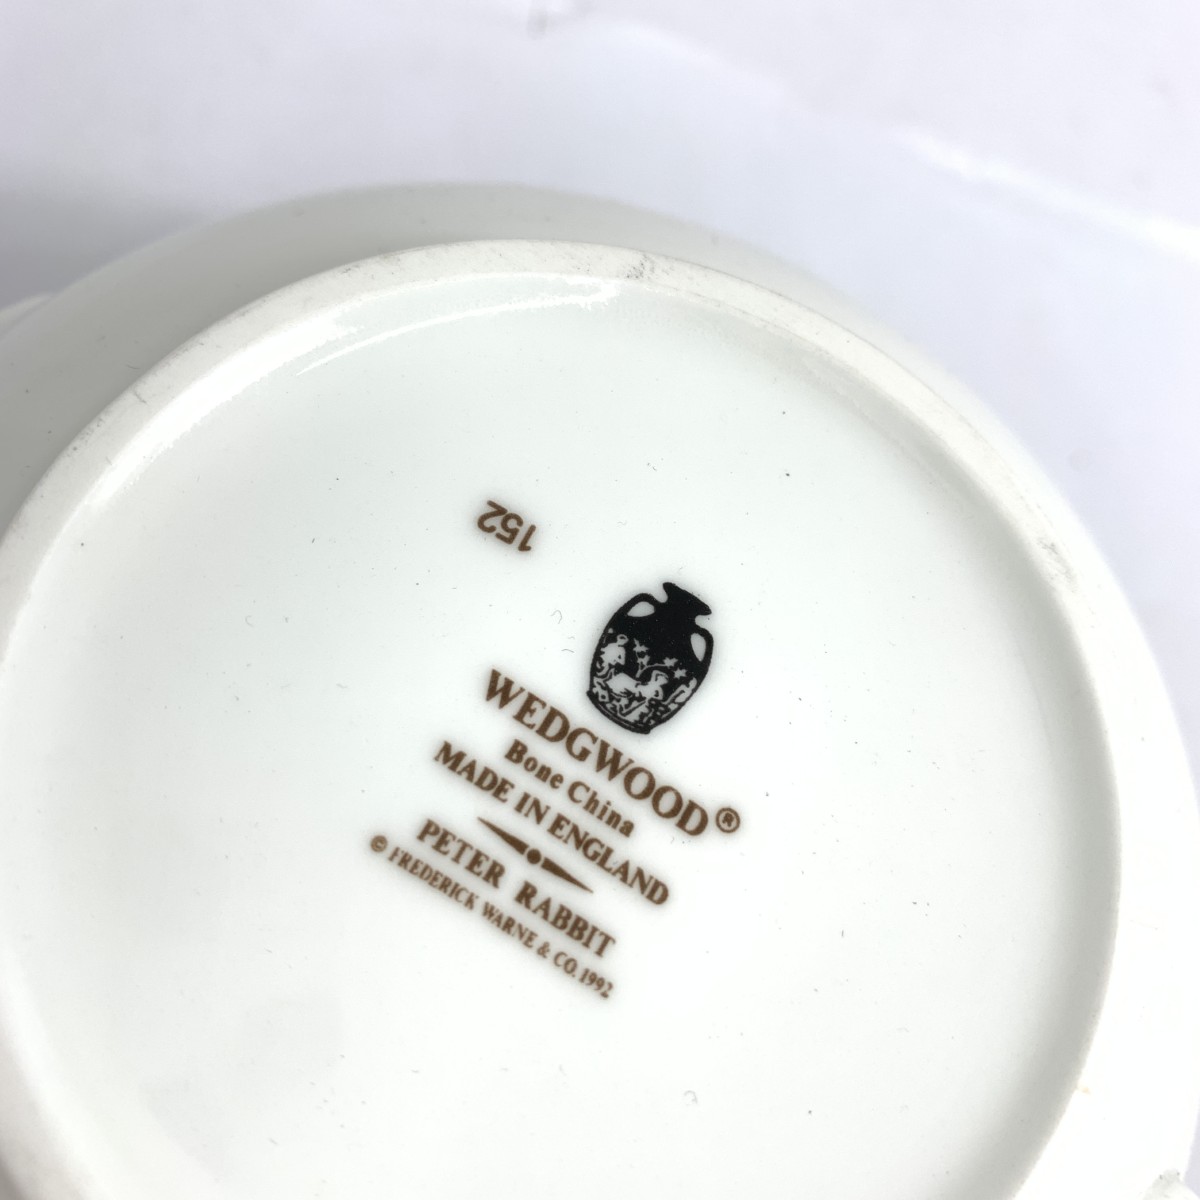 152
WEDGWOOD®
Bone China
MADE IN ENGLAND
PETER RABBIT
© FREDERICK WARNE & CO. 1992